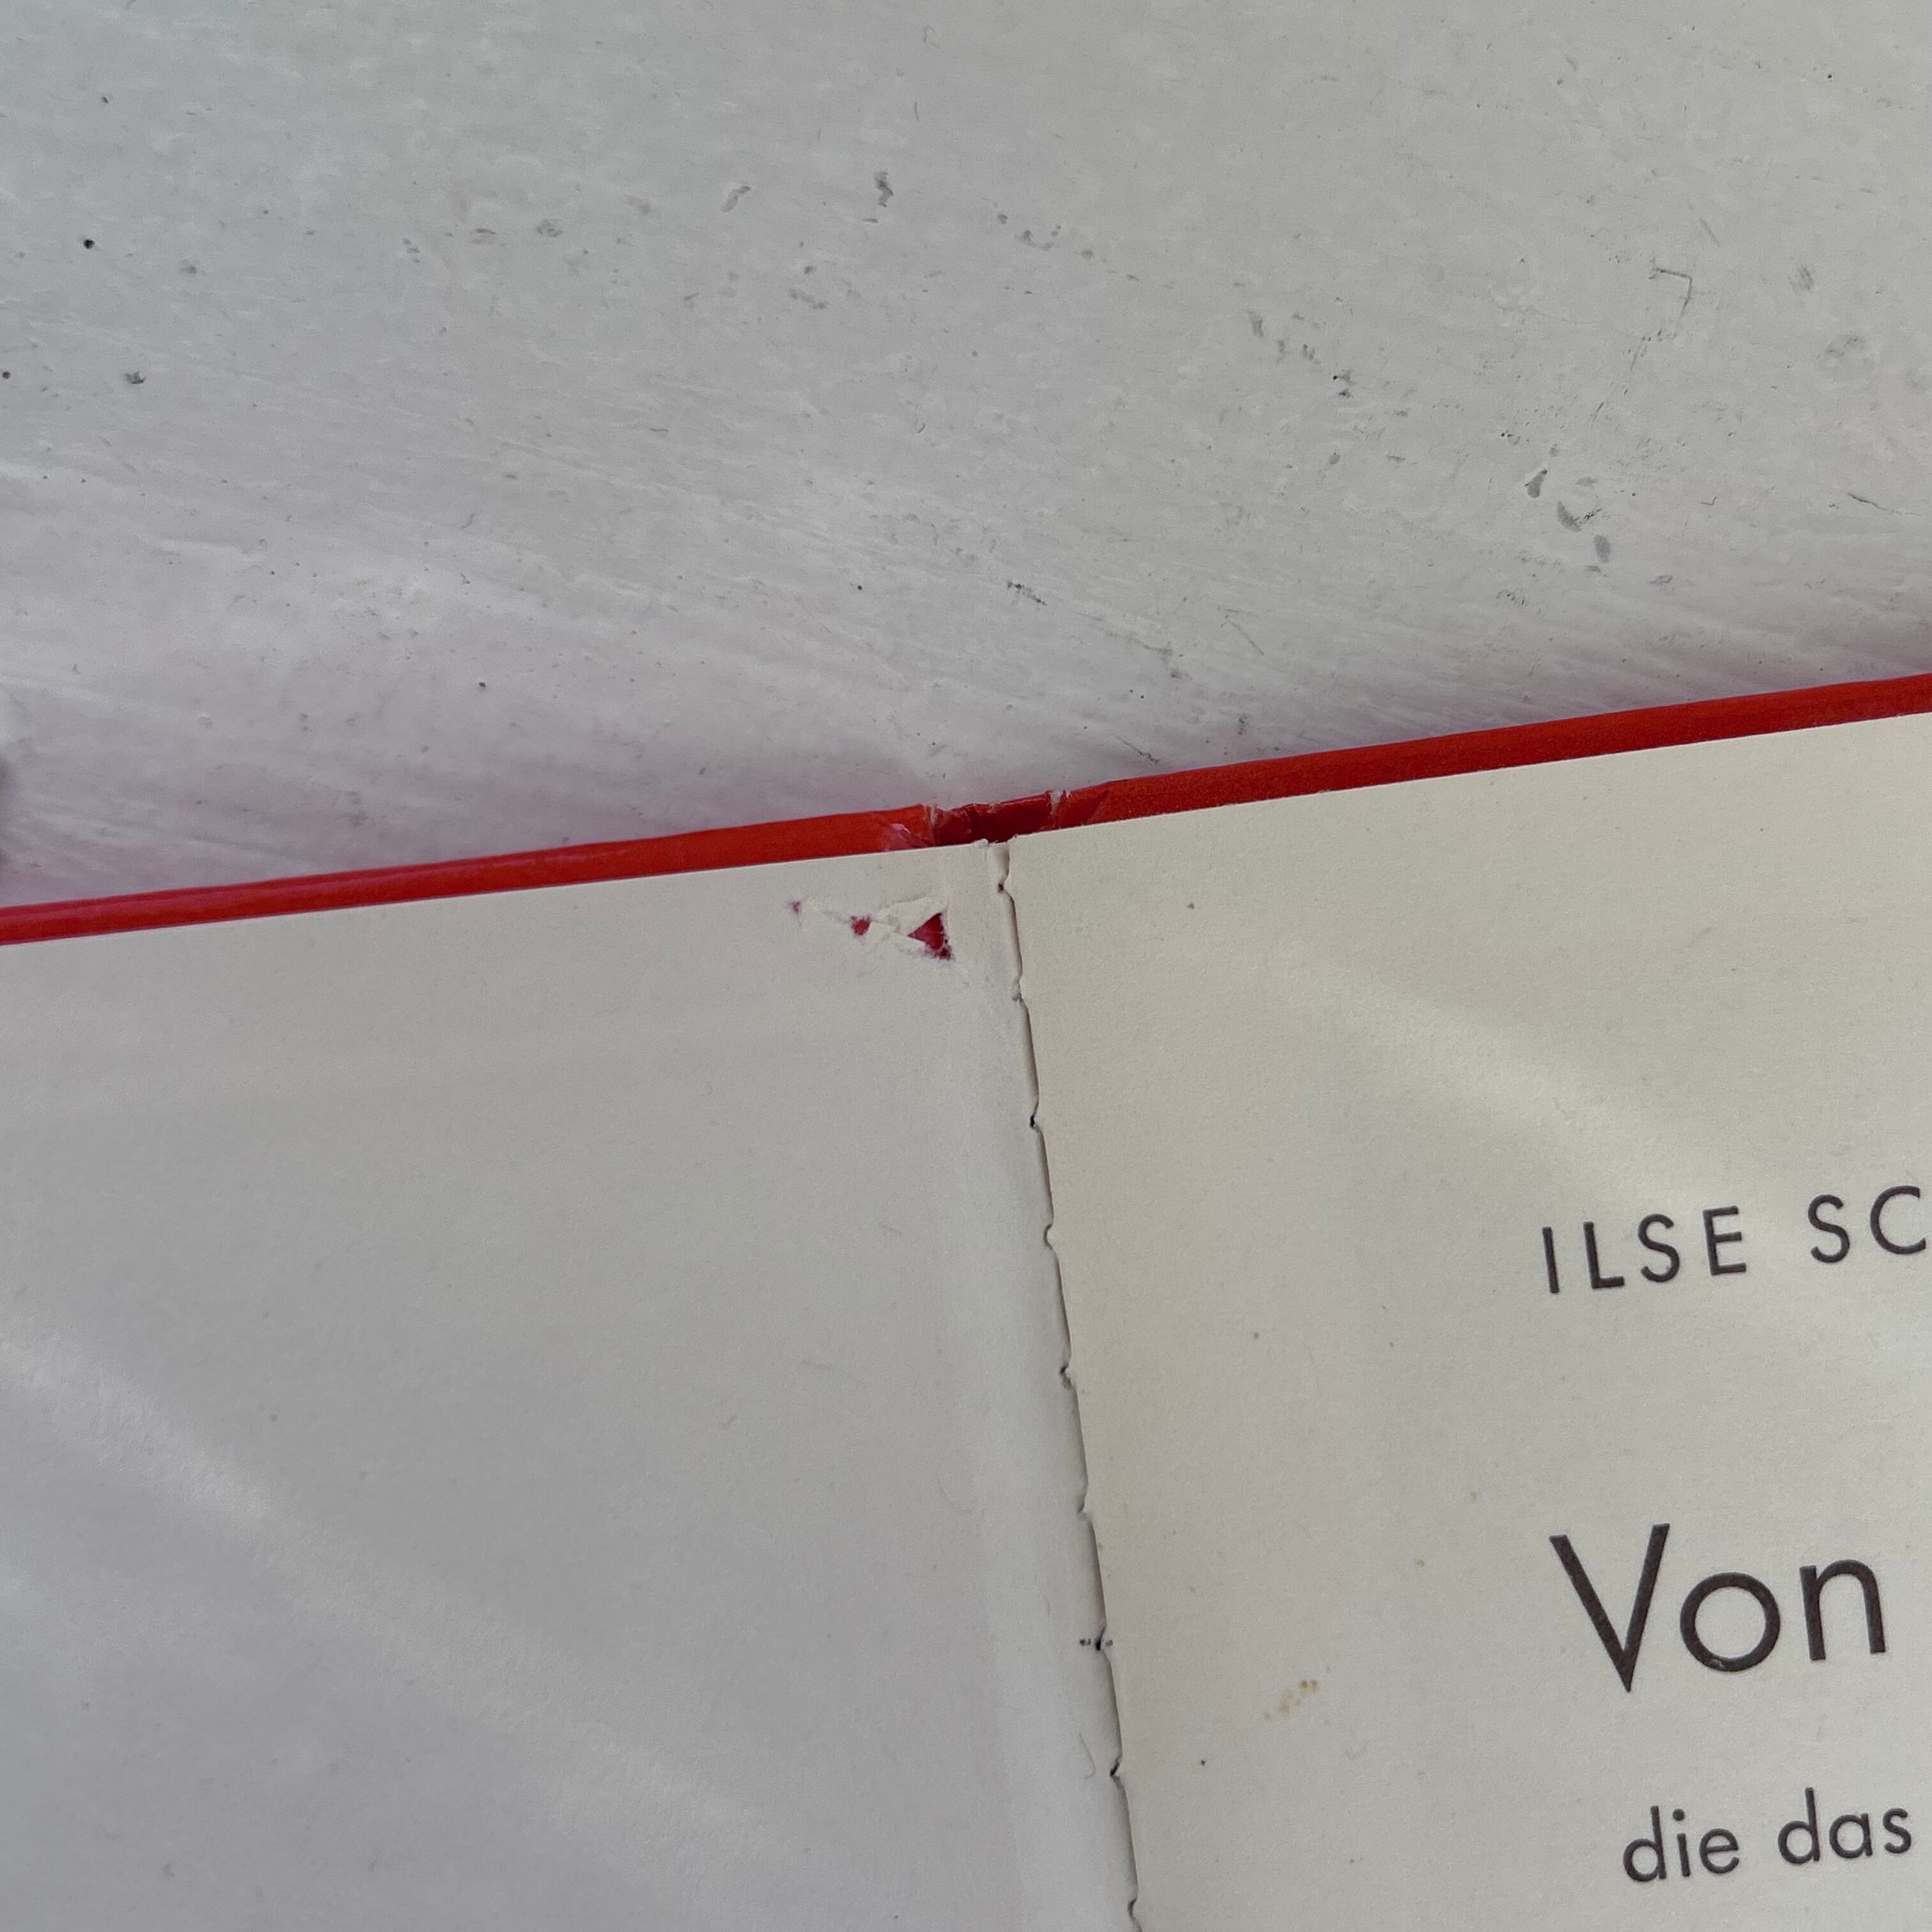 ILSE SC
Von
die das